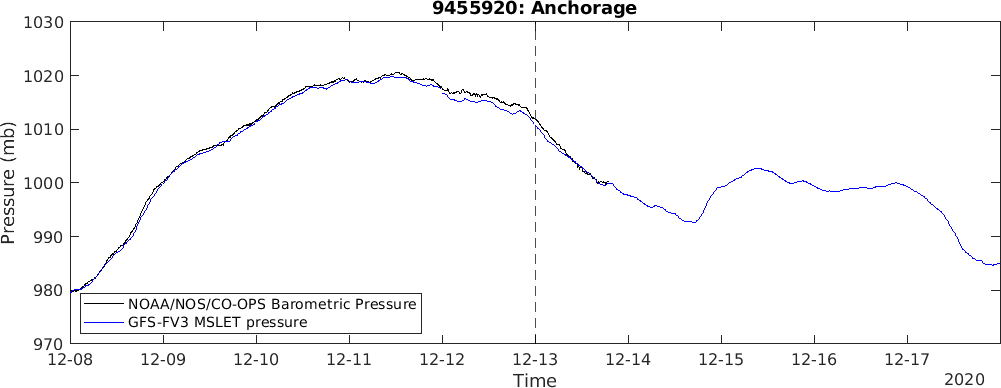 9455920: Anchorage
Pressure (mb)
1030
1020
1010
1000
990
980
970
NOAA/NOS/CO-OPS Barometric Pressure
GFS-FV3 MSLET pressure
12-08 12-09 12-10 12-11 12-12 12-13 12-14 12-15 12-16 12-17
Time
2020